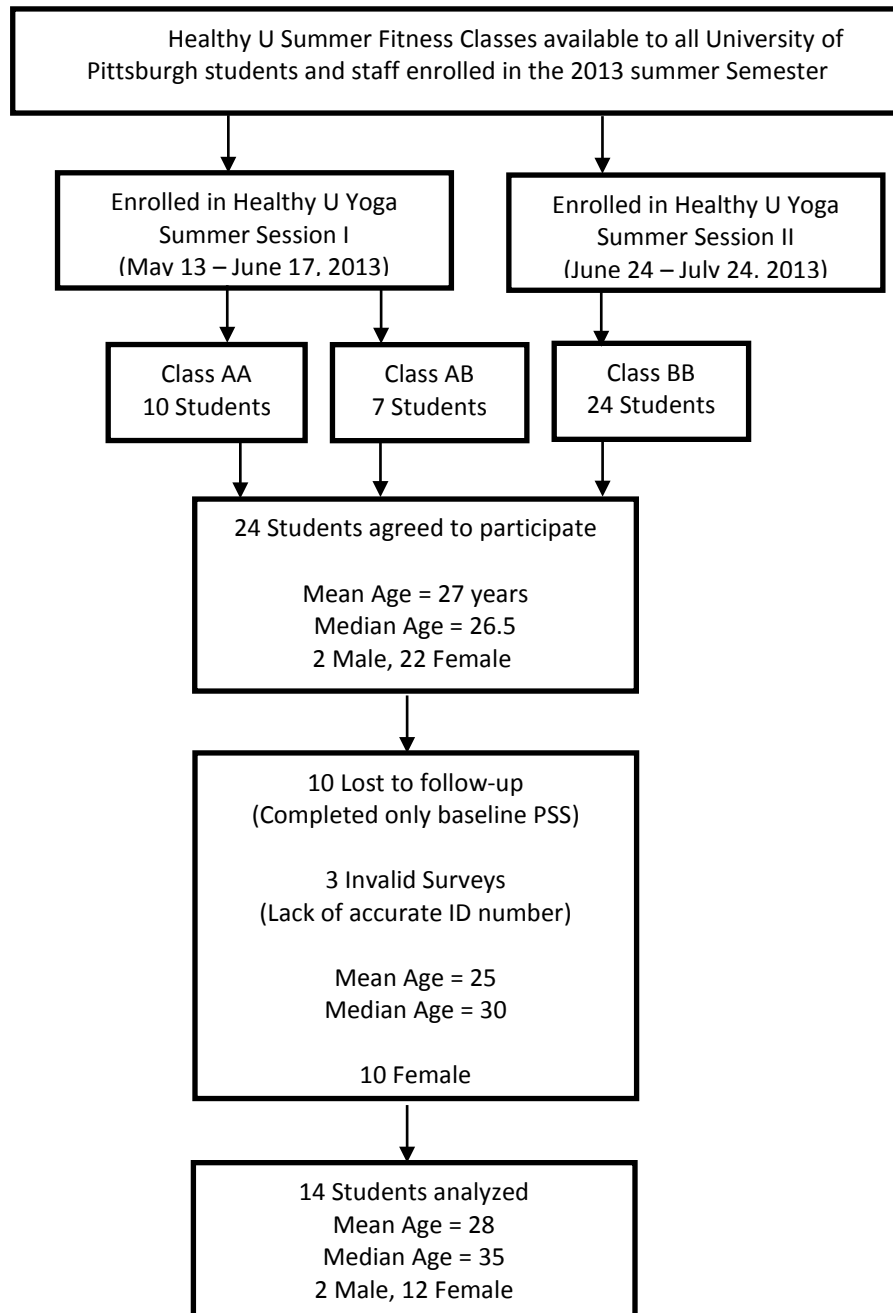 Healthy U Summer Fitness Classes available to all University of
Pittsburgh students and staff enrolled in the 2013 summer Semester
Enrolled in Healthy U Yoga
Summer Session I
(May 13 – June 17, 2013)
Enrolled in Healthy U Yoga
Summer Session II
(June 24 – July 24, 2013)
Class AA
10 Students
Class AB
7 Students
Class BB
24 Students
24 Students agreed to participate
Mean Age = 27 years
Median Age = 26.5
2 Male, 22 Female
10 Lost to follow-up
(Completed only baseline PSS)
3 Invalid Surveys
(Lack of accurate ID number)
Mean Age = 25
Median Age = 30
10 Female
14 Students analyzed
Mean Age = 28
Median Age = 35
2 Male, 12 Female